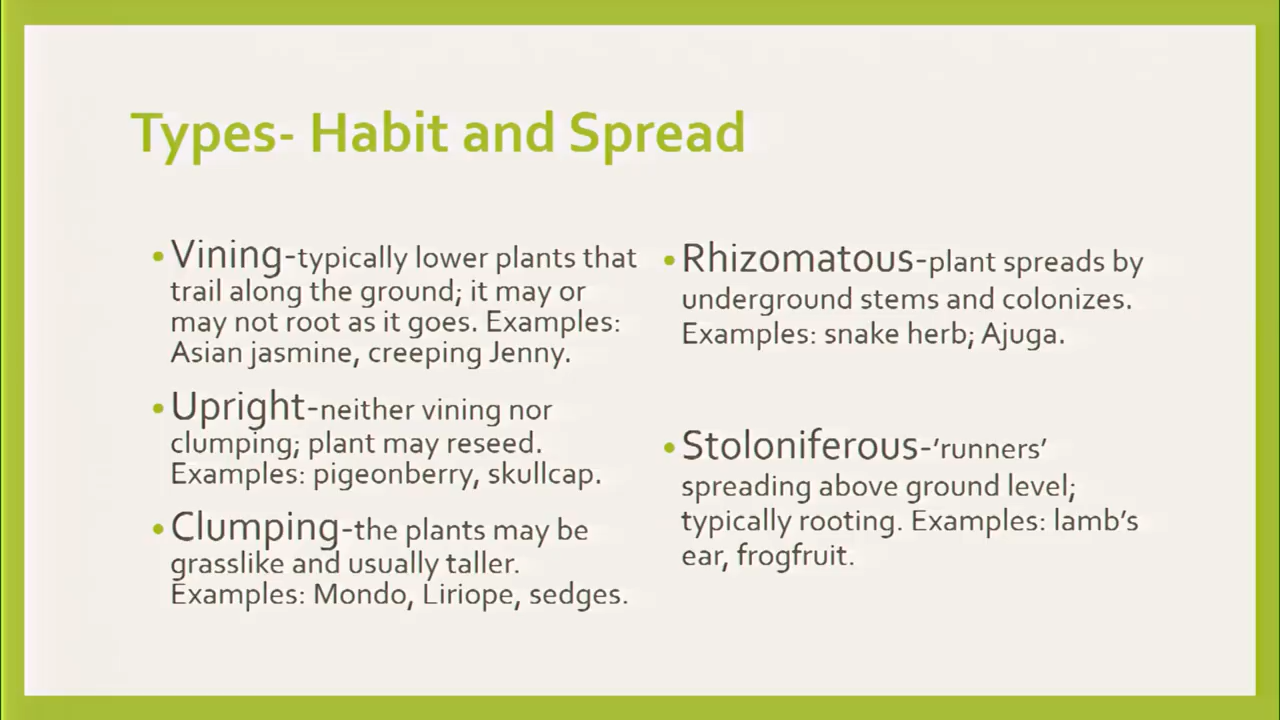 Types- Habit and Spread
• Vining-typically lower plants that
trail along the ground; it may or
may not root as it goes. Examples:
Asian jasmine, creeping Jenny.
• Upright-neither vining nor
clumping; plant may reseed.
Examples: pigeonberry, skullcap.
• Clumping-the plants may be
grasslike and usually taller.
Examples: Mondo, Liriope, sedges.
• Rhizomatous-plant spreads by
underground stems and colonizes.
Examples: snake herb; Ajuga.
• Stoloniferous-’runners’
spreading above ground level;
typically rooting. Examples: lamb’s
ear, frogfruit.